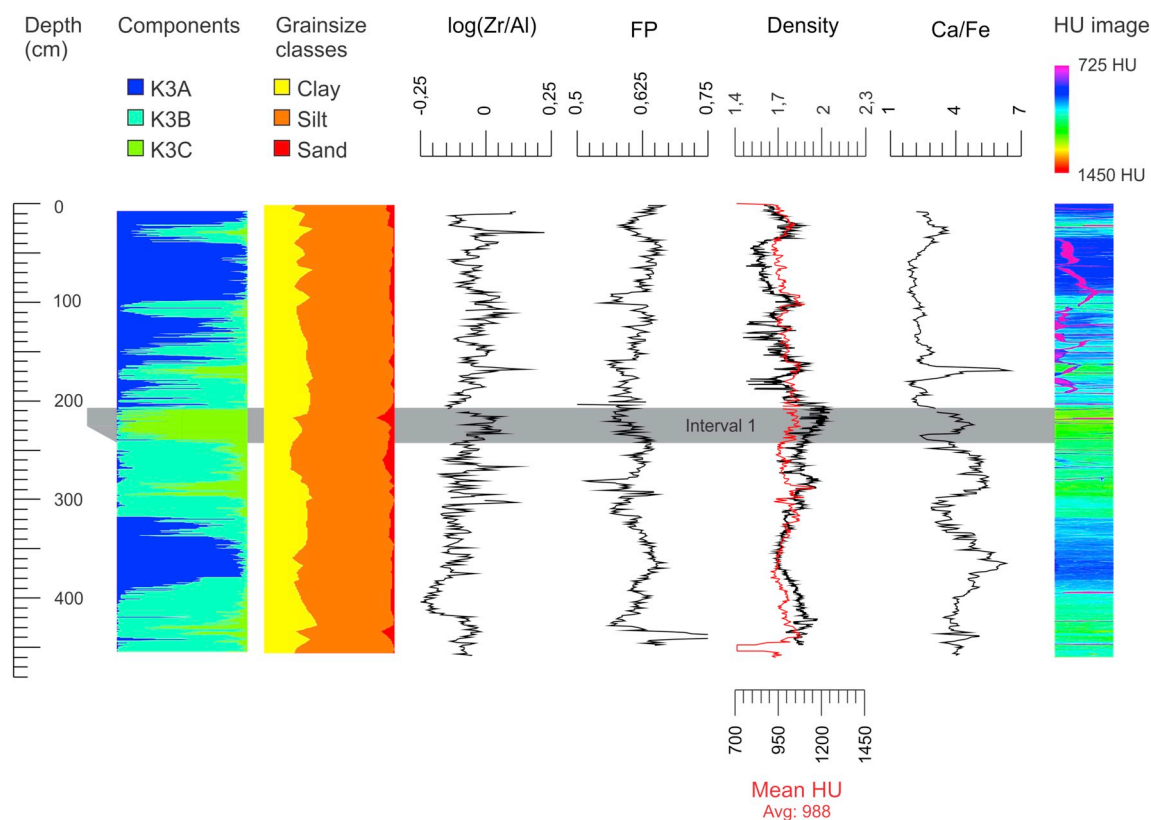 Depth
(cm)
Components
K3A
K3B
K3C
Grainsize
classes
Clay
Silt
Sand
log(Zr/Al)
-0,25
0
0,25
FP
0,5
0,625
0,75
Density
1,4
1,7
2
2,3
Ca/Fe
1
4
7
HU image
725 HU
1450 HU
0
100
200
300
400
Interval 1
700
950
1200
1450
Mean HU
Avg: 988